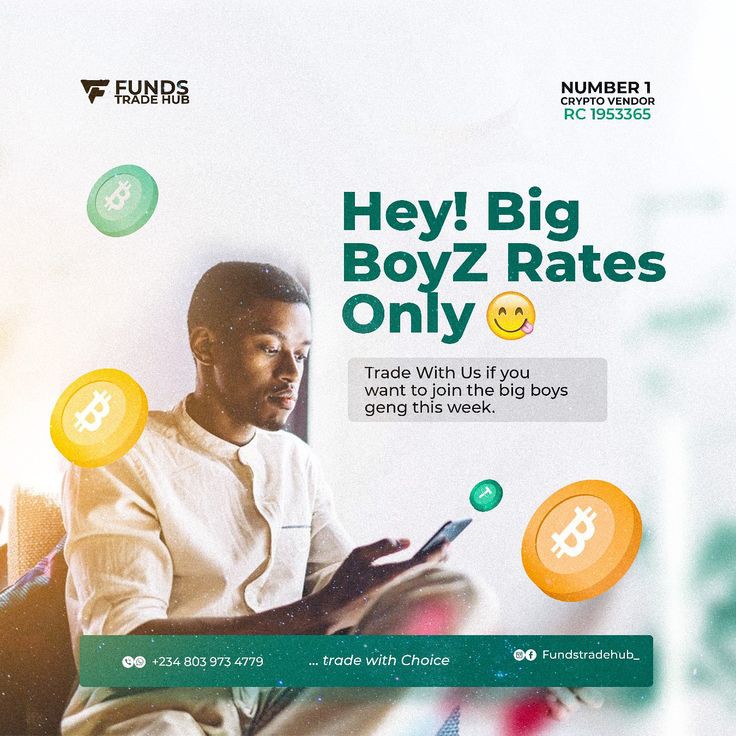 FUNDS
TRADE HUB
NUMBER 1
CRYPTO VENDOR
RC 1953365
Hey! Big
BoyZ Rates
Only 😋
Trade With Us if you
want to join the big boys
geng this week.
+234 803 973 4779
... trade with Choice
Fundstradehub_